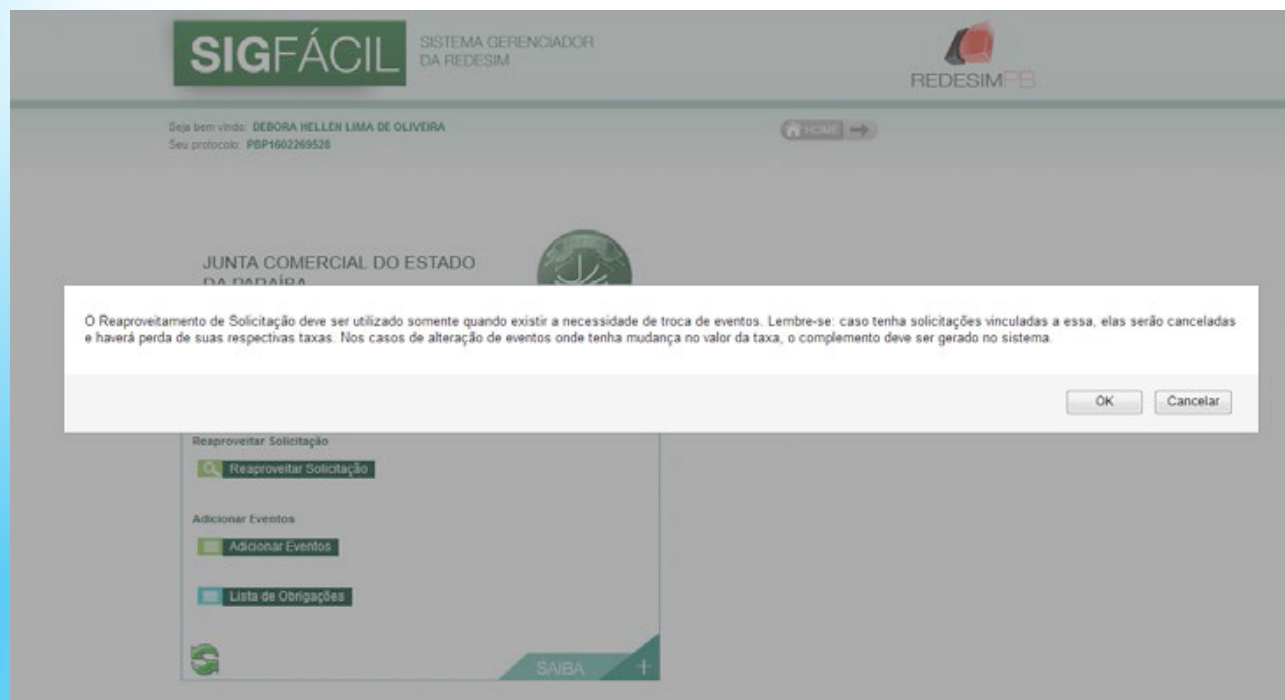 SIGFÁCIL
SISTEMA GERENCIADOR
DA REDESIM
REDESIMPB
Seja bem vindo: DEBORA HELLEN LIMA DE OLIVEIRA
Seu protocolo: PBP1602269528
HOME
JUNTA COMERCIAL DO ESTADO
DA PARAÍBA
O Reaproveitamento de Solicitação deve ser utilizado somente quando existir a necessidade de troca de eventos. Lembre-se: caso tenha solicitações vinculadas a essa, elas serão canceladas
e haverá perda de suas respectivas taxas. Nos casos de alteração de eventos onde tenha mudança no valor da taxa, o complemento deve ser gerado no sistema.
OK
Cancelar
Reaproveitar Solicitação
Reaproveitar Solicitação
Adicionar Eventos
Adicionar Eventos
Lista de Obrigações
SAIBA +